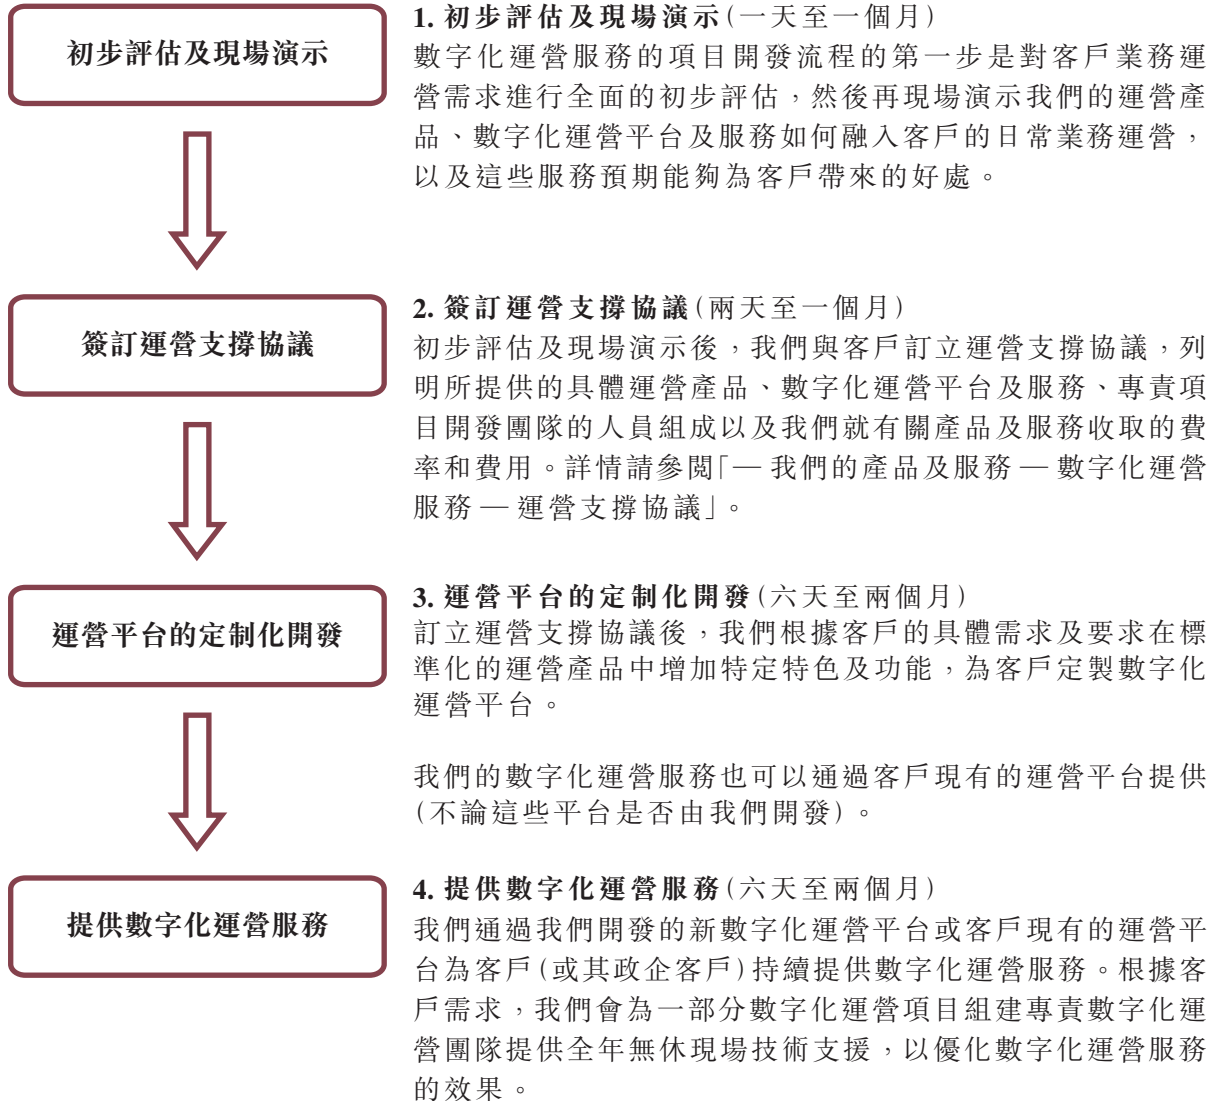 初步評估及現場演示
1. 初步評估及現場演示(一天至一個月)
數字化運營服務的項目開發流程的第一步是對客戶業務運
營需求進行全面的初步評估，然後再現場演示我們的運營產
品、數字化運營平台及服務如何融入客戶的日常業務運營，
以及這些服務預期能夠為客戶帶來的好處。
簽訂運營支撐協議
2. 簽訂運營支撐協議(兩天至一個月)
初步評估及現場演示後，我們與客戶訂立運營支撐協議，列
明所提供的具體運營產品、數字化運營平台及服務、專責項
目開發團隊的人員組成以及我們就有關產品及服務收取的費
率和費用。詳情請參閱「— 我們的產品及服務 — 數字化運營
服務 — 運營支撐協議」。
運營平台的定制化開發
3. 運營平台的定制化開發(六天至兩個月)
訂立運營支撐協議後，我們根據客戶的具體需求及要求在標
準化的運營產品中增加特定特色及功能，為客戶定製數字化
運營平台。
我們的數字化運營服務也可以通過客戶現有的運營平台提供
(不論這些平台是否由我們開發)。
提供數字化運營服務
4. 提供數字化運營服務(六天至兩個月)
我們通過我們開發的新數字化運營平台或客戶現有的運營平
台為客戶(或其政企客戶)持續提供數字化運營服務。根據客
戶需求，我們會為一部分數字化運營項目組建專責數字化運
營團隊提供全年無休現場技術支援，以優化數字化運營服務
的效果。